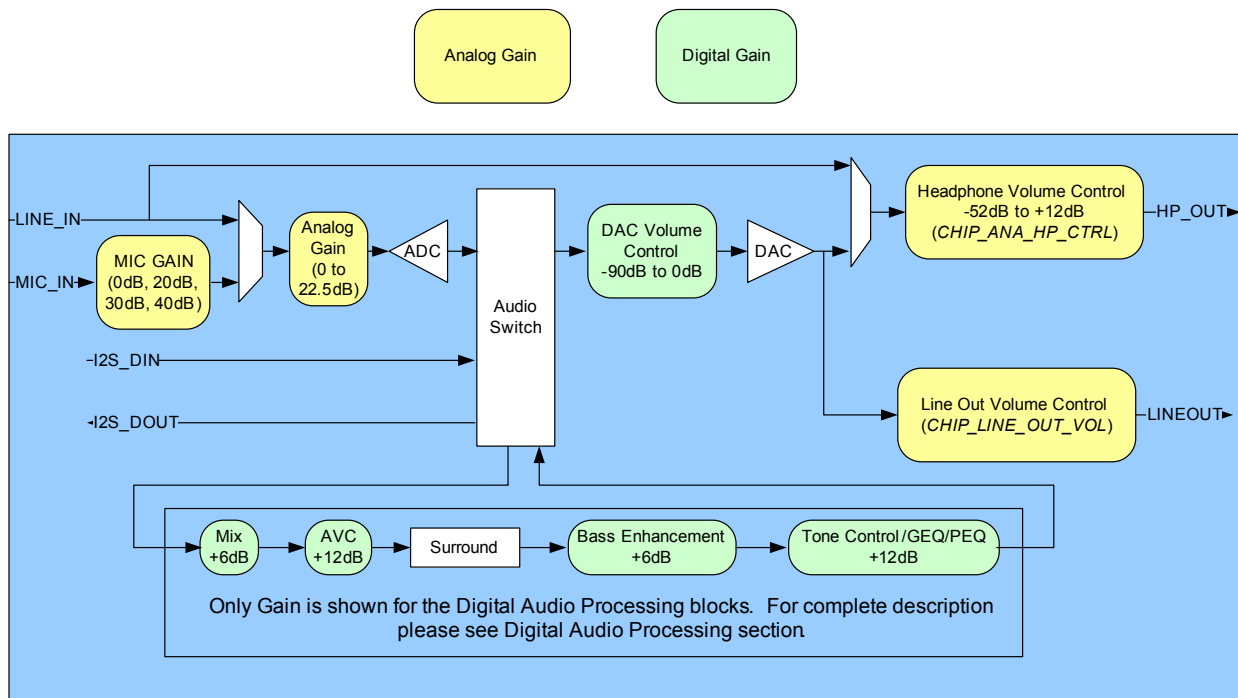 Analog Gain
Digital Gain
LINE_IN
MIC_IN
MIC GAIN
(0dB, 20dB,
30dB, 40dB)
Analog
Gain
(0 to
22.5dB)
ADC
Audio
Switch
DAC Volume
Control
-90dB to 0dB
DAC
Headphone Volume Control
-52dB to +12dB
(CHIP_ANA_HP_CTRL)
HP_OUT
I2S_DIN
I2S_DOUT
Line Out Volume Control
(CHIP_LINE_OUT_VOL)
LINEOUT
Mix
+6dB
AVC
+12dB
Surround
Bass Enhancement
+6dB
Tone Control/GEQ/PEQ
+12dB
Only Gain is shown for the Digital Audio Processing blocks. For complete description
please see Digital Audio Processing section.